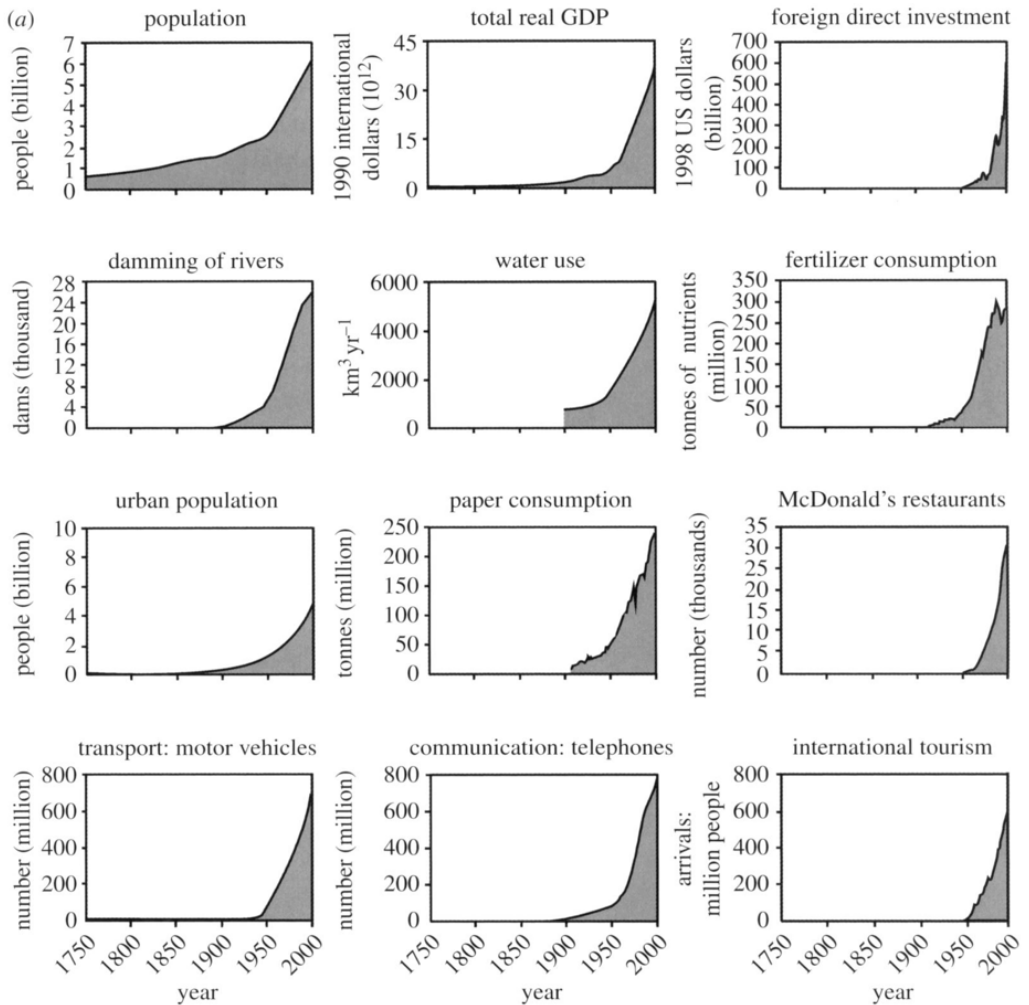 (a)
population
total real GDP
foreign direct investment
people (billion)
7
6
5
4
3
2
1
0
1990 international
dollars (10¹²)
45
30
15
0
1998 US dollars
(billion)
700
600
500
400
300
200
100
0
damming of rivers
water use
fertilizer consumption
dams (thousand)
28
24
20
16
12
8
4
0
km³ yr⁻¹
6000
4000
2000
0
tonnes of nutrients
(million)
350
300
250
200
150
100
50
0
urban population
paper consumption
McDonald's restaurants
people (billion)
10
8
6
4
2
0
tonnes (million)
250
200
150
100
50
0
number (thousands)
35
30
25
20
15
10
5
0
transport: motor vehicles
communication: telephones
international tourism
number (million)
800
600
400
200
0
number (million)
800
600
400
200
0
arrivals:
million people
800
600
400
200
0
1750 1800 1850 1900 1950 2000
year
1750 1800 1850 1900 1950 2000
year
1750 1800 1850 1900 1950 2000
year